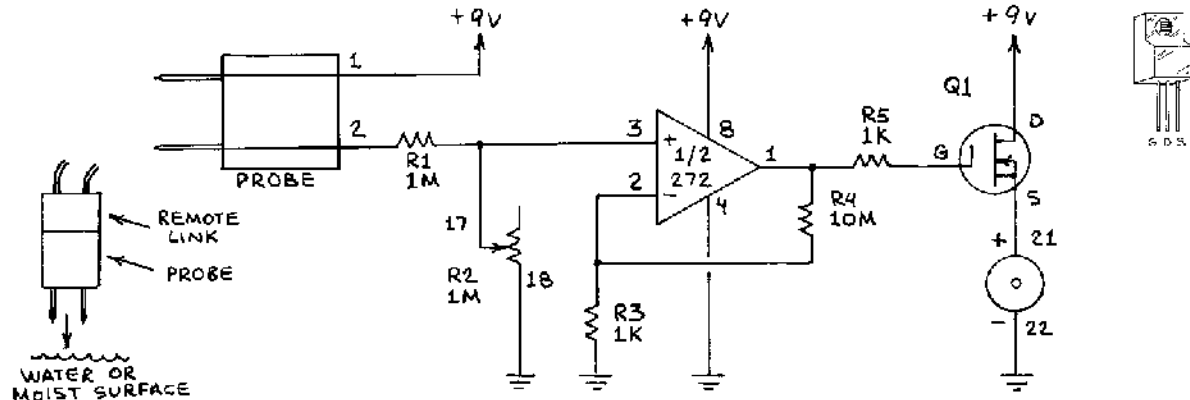 +9V
+9V
+9V
1
2
PROBE
R1
1M
17
R2
1M
18
3
+
1/2
272
2
-
8
4
1
R3
1K
R4
10M
R5
1K
Q1
G
D
S
+
21
-
22
G D S
REMOTE
LINK
PROBE
WATER OR
MOIST SURFACE